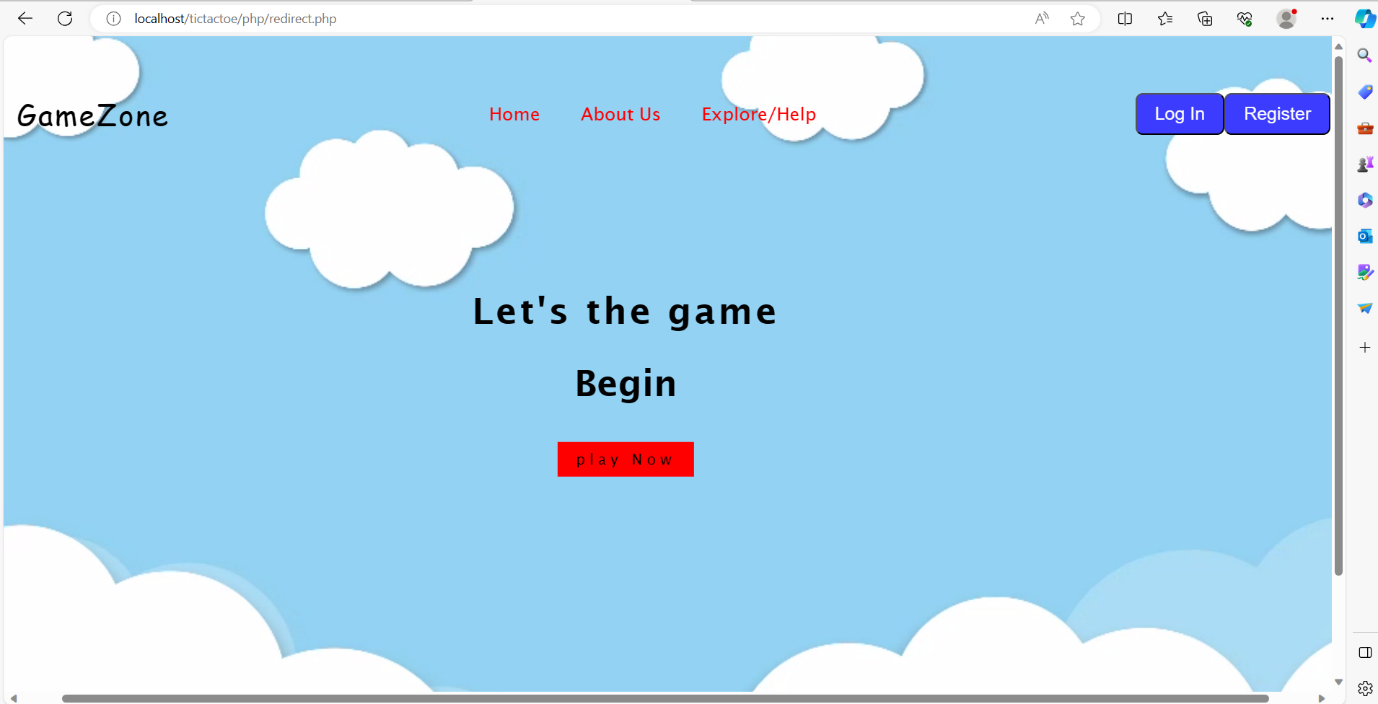 localhost/tictactoe/php/redirect.php
GameZone Home About Us Explore/Help Log In Register
Let's the game
Begin
play Now